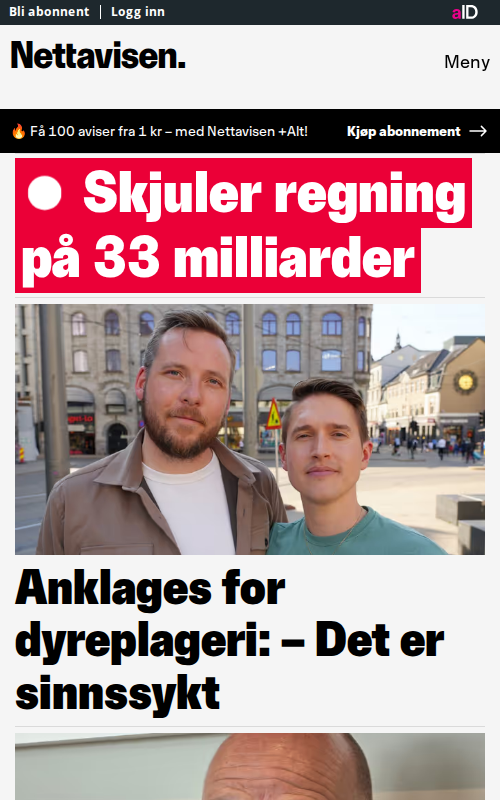 Bli abonnent | Logg inn
aID
Nettavisen.
Meny
🔥 Få 100 aviser fra 1 kr – med Nettavisen +Alt!
Kjøp abonnement →
Skjuler regning
på 33 milliarder
Anklages for
dyreplageri: – Det er
sinnssykt